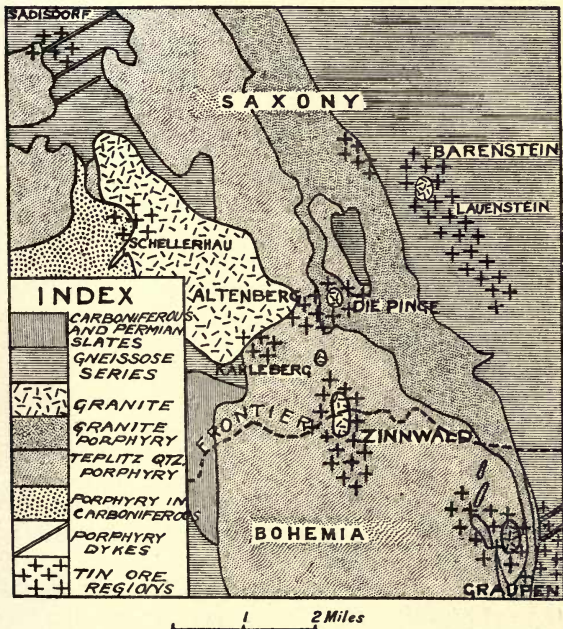 SADISDORF
SAXONY
BARENSTEIN
LAUENSTEIN
SCHELLERHAU
INDEX
CARBONIFEROUS
AND PERMIAN
SLATES
GNEISSOSE
SERIES
GRANITE
GRANITE
PORPHYRY
TEPLITZ QTZ.
PORPHYRY
PORPHYRY IN
CARBONIFEROUS
PORPHYRY
DYKES
TIN ORE
REGIONS
ALTENBERG
DIE PINGE
KAHLEBERG
FRONTIER
ZINNWALD
BOHEMIA
GRAUPEN
1 2 Miles